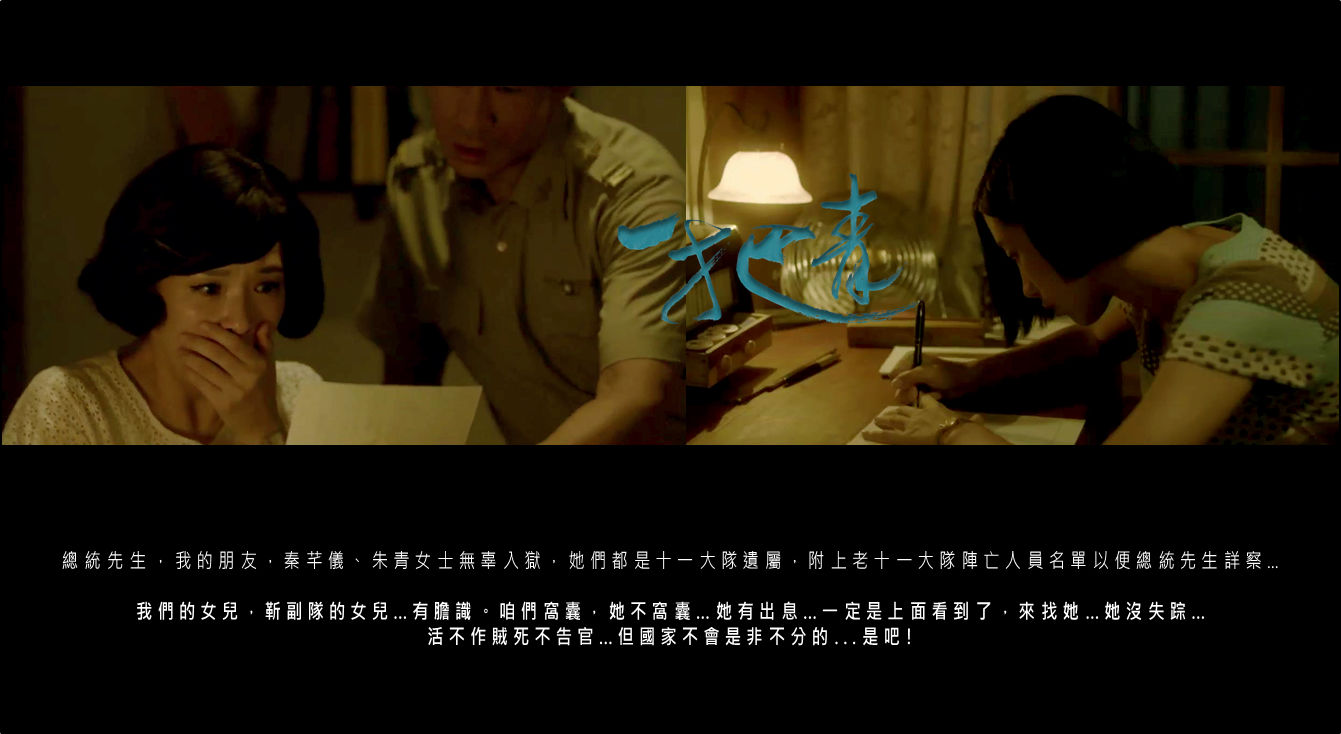 一把青
總統先生，我的朋友，秦芊儀、朱青女士無辜入獄，她們都是十一大隊遺屬，附上老十一大隊陣亡人員名單以便總統先生詳察...
我們的女兒，靳副隊的女兒...有膽識。咱們窩囊，她不窩囊...她有出息...一定是上面看到了，來找她...她沒失踪...
活不作賊死不告官...但國家不會是非不分的...是吧！